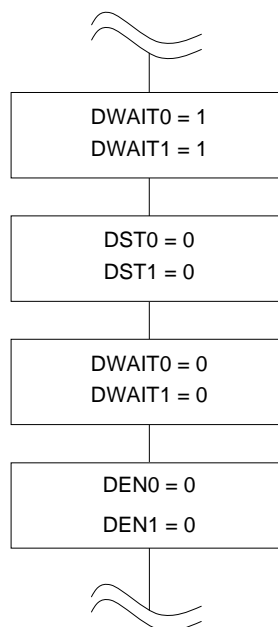 DWAIT0 = 1
DWAIT1 = 1
DST0 = 0
DST1 = 0
DWAIT0 = 0
DWAIT1 = 0
DEN0 = 0
DEN1 = 0